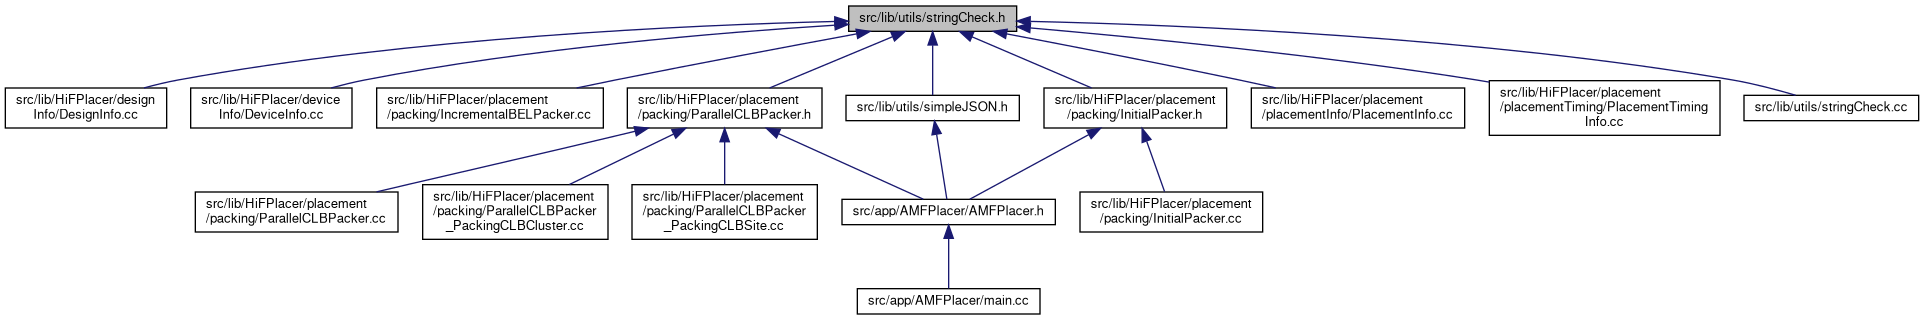 src/lib/utils/stringCheck.h
src/lib/HiFPlacer/design
Info/DesignInfo.cc
src/lib/HiFPlacer/device
Info/DeviceInfo.cc
src/lib/HiFPlacer/placement
/packing/IncrementalBELPacker.cc
src/lib/HiFPlacer/placement
/packing/ParallelCLBPacker.h
src/lib/utils/simpleJSON.h
src/lib/HiFPlacer/placement
/packing/InitialPacker.h
src/lib/HiFPlacer/placement
/placementInfo/PlacementInfo.cc
src/lib/HiFPlacer/placement
/placementTiming/PlacementTiming
Info.cc
src/lib/utils/stringCheck.cc
src/lib/HiFPlacer/placement
/packing/ParallelCLBPacker.cc
src/lib/HiFPlacer/placement
/packing/ParallelCLBPacker
_PackingCLBCluster.cc
src/lib/HiFPlacer/placement
/packing/ParallelCLBPacker
_PackingCLBSite.cc
src/app/AMFPlacer/AMFPlacer.h
src/lib/HiFPlacer/placement
/packing/InitialPacker.cc
src/app/AMFPlacer/main.cc